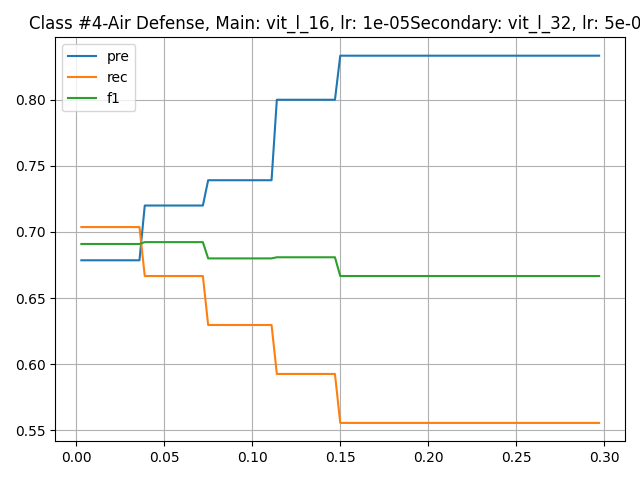 Class #4-Air Defense, Main: vit_l_16, lr: 1e-05Secondary: vit_l_32, lr: 5e-0
pre
rec
f1
0.80
0.75
0.70
0.65
0.60
0.55
0.00 0.05 0.10 0.15 0.20 0.25 0.30